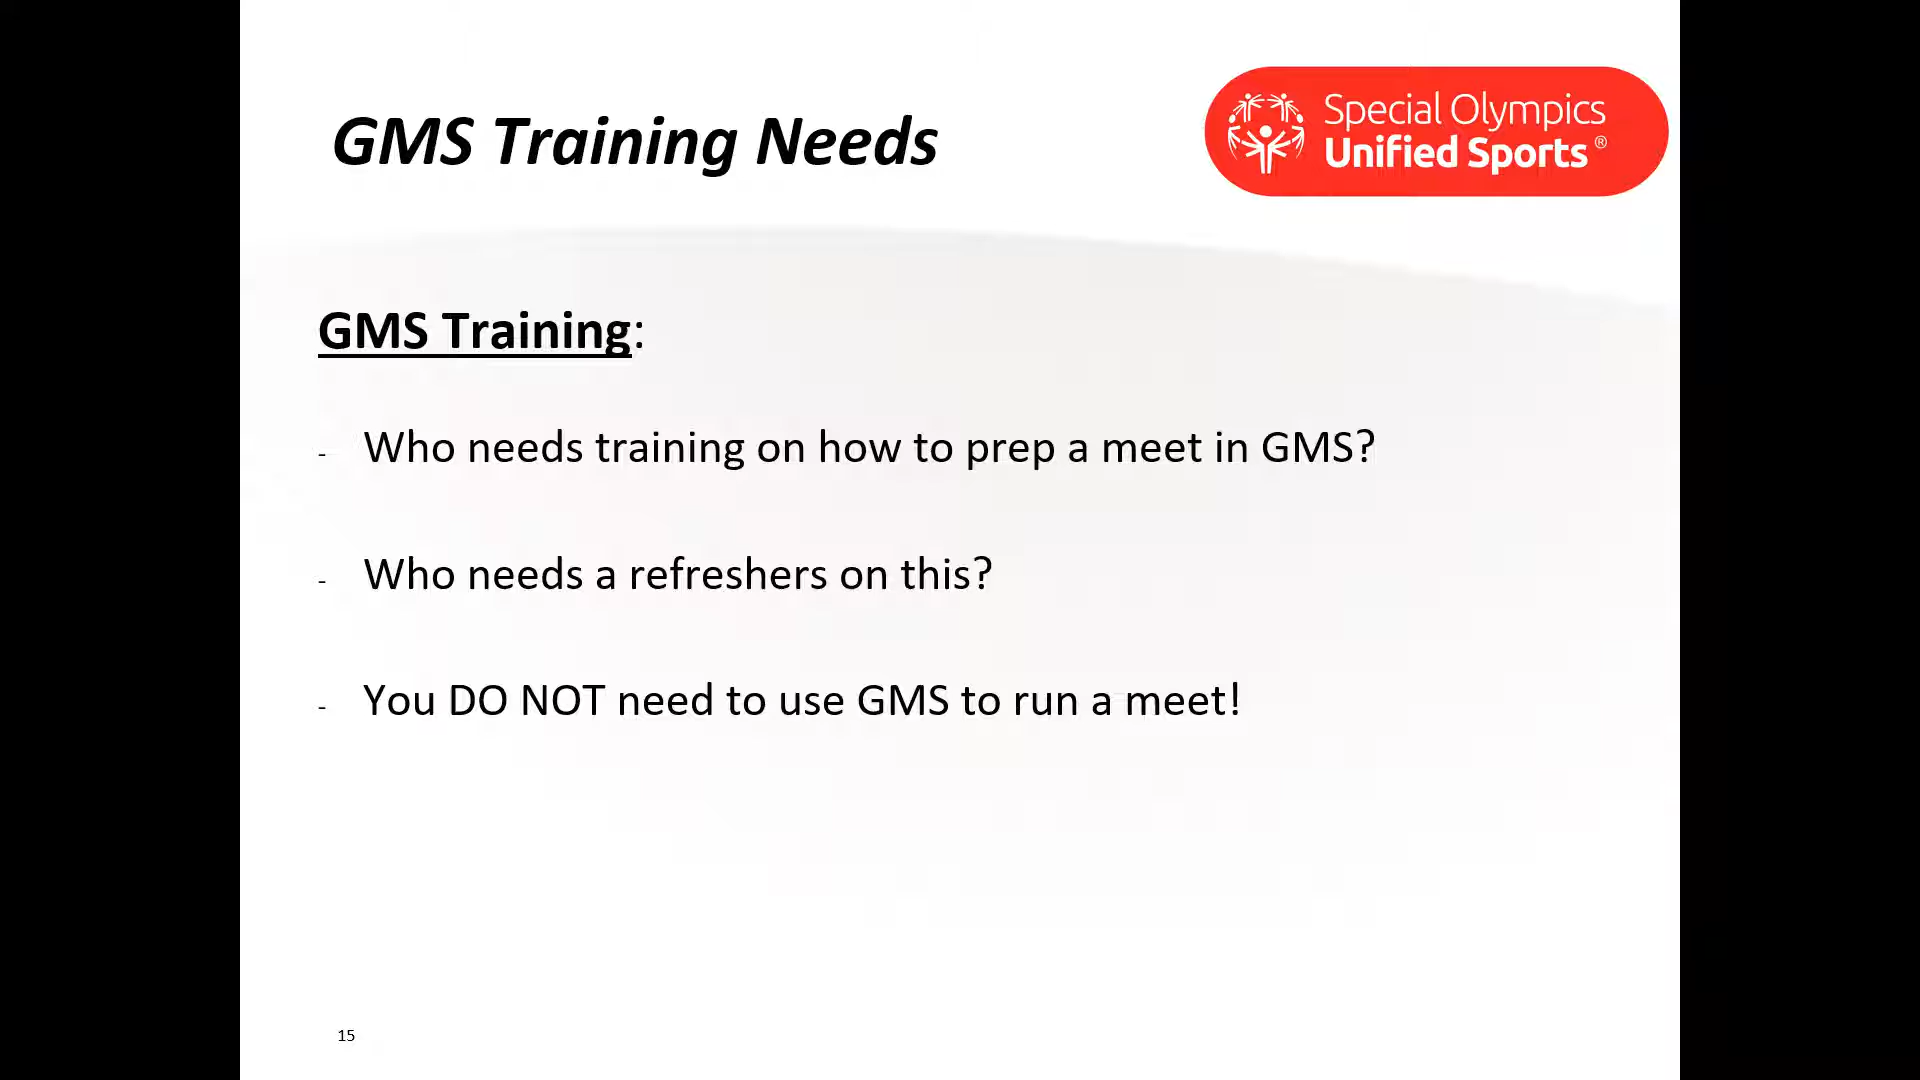 GMS Training Needs
Special Olympics
Unified Sports ®
GMS Training:
- Who needs training on how to prep a meet in GMS?
- Who needs a refreshers on this?
- You DO NOT need to use GMS to run a meet!
15